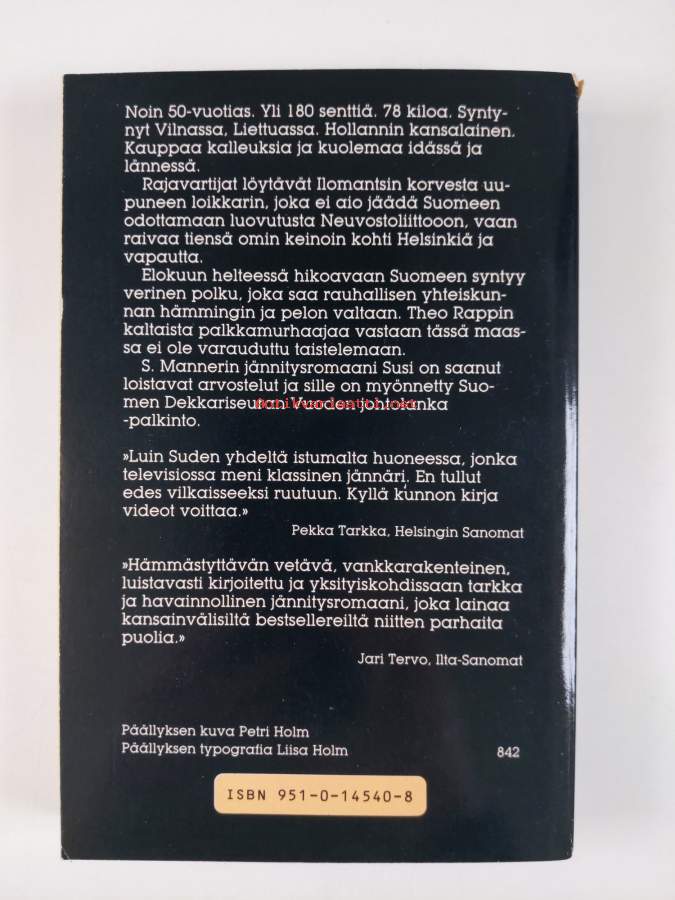 Noin 50-vuotias. Yli 180 senttiä. 78 kiloa. Synty-
nyt Vilnassa, Liettuassa. Hollannin kansalainen.
Kauppaa kalleuksia ja kuolemaa idässä ja
lännessä.
Rajavartijat löytävät Ilomantsin korvesta uu-
puneen loikkarin, joka ei aio jäädä Suomeen
odottamaan luovutusta Neuvostoliittooon, vaan
raivaa tiensä omin keinoin kohti Helsinkiä ja
vapautta.
Elokuun helteessä hikoavaan Suomeen syntyy
verinen polku, joka saa rauhallisen yhteiskun-
nan hämmingin ja pelon valtaan. Theo Rappin
kaltaista palkkamurhaajaa vastaan tässä maas-
sa ei ole varauduttu taistelemaan.
S. Mannerin jännitysromaani Susi on saanut
loistavat arvostelut ja sille on myönnetty Suo-
men Dekkariseuran Vuoden johtolanka
-palkinto.
»Luin Suden yhdeltä istumalta huoneessa, jonka
televisiossa meni klassinen jännäri. En tullut
edes vilkaisseeksi ruutuun. Kyllä kunnon kirja
videot voittaa.»
Pekka Tarkka, Helsingin Sanomat
»Hämmästyttävän vetävä, vankkarakenteinen,
luistavasti kirjoitettu ja yksityiskohdissaan tarkka
ja havainnollinen jännitysromaani, joka lainaa
kansainvälisiltä bestsellereiltä niitten parhaita
puolia.»
Jari Tervo, Ilta-Sanomat
Päällyksen kuva Petri Holm
Päällyksen typografia Liisa Holm 842
ISBN 951-0-14540-8